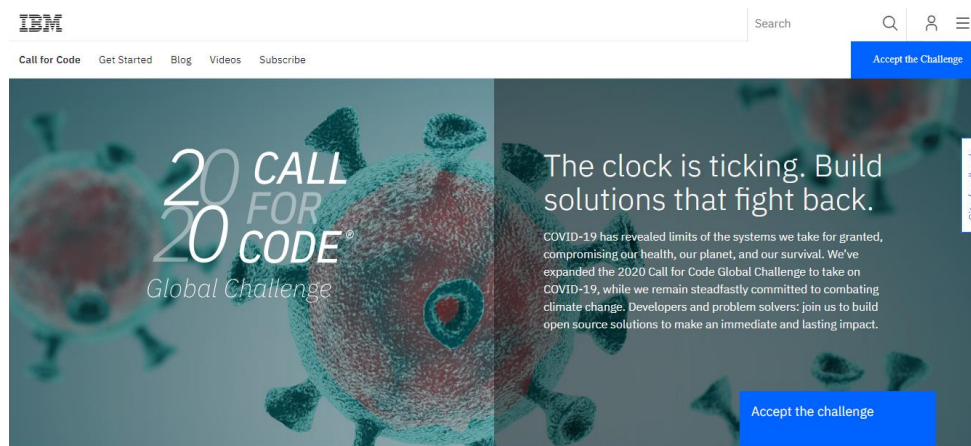 IBM
Search
Call for Code Get Started Blog Videos Subscribe
Accept the Challenge
2020 CALL FOR CODE®
Global Challenge
The clock is ticking. Build
solutions that fight back.
COVID-19 has revealed limits of the systems we take for granted,
compromising our health, our planet, and our survival. We've
expanded the 2020 Call for Code Global Challenge to take on
COVID-19, while we remain steadfastly committed to combating
climate change. Developers and problem solvers: join us to build
open source solutions to make an immediate and lasting impact.
Accept the challenge